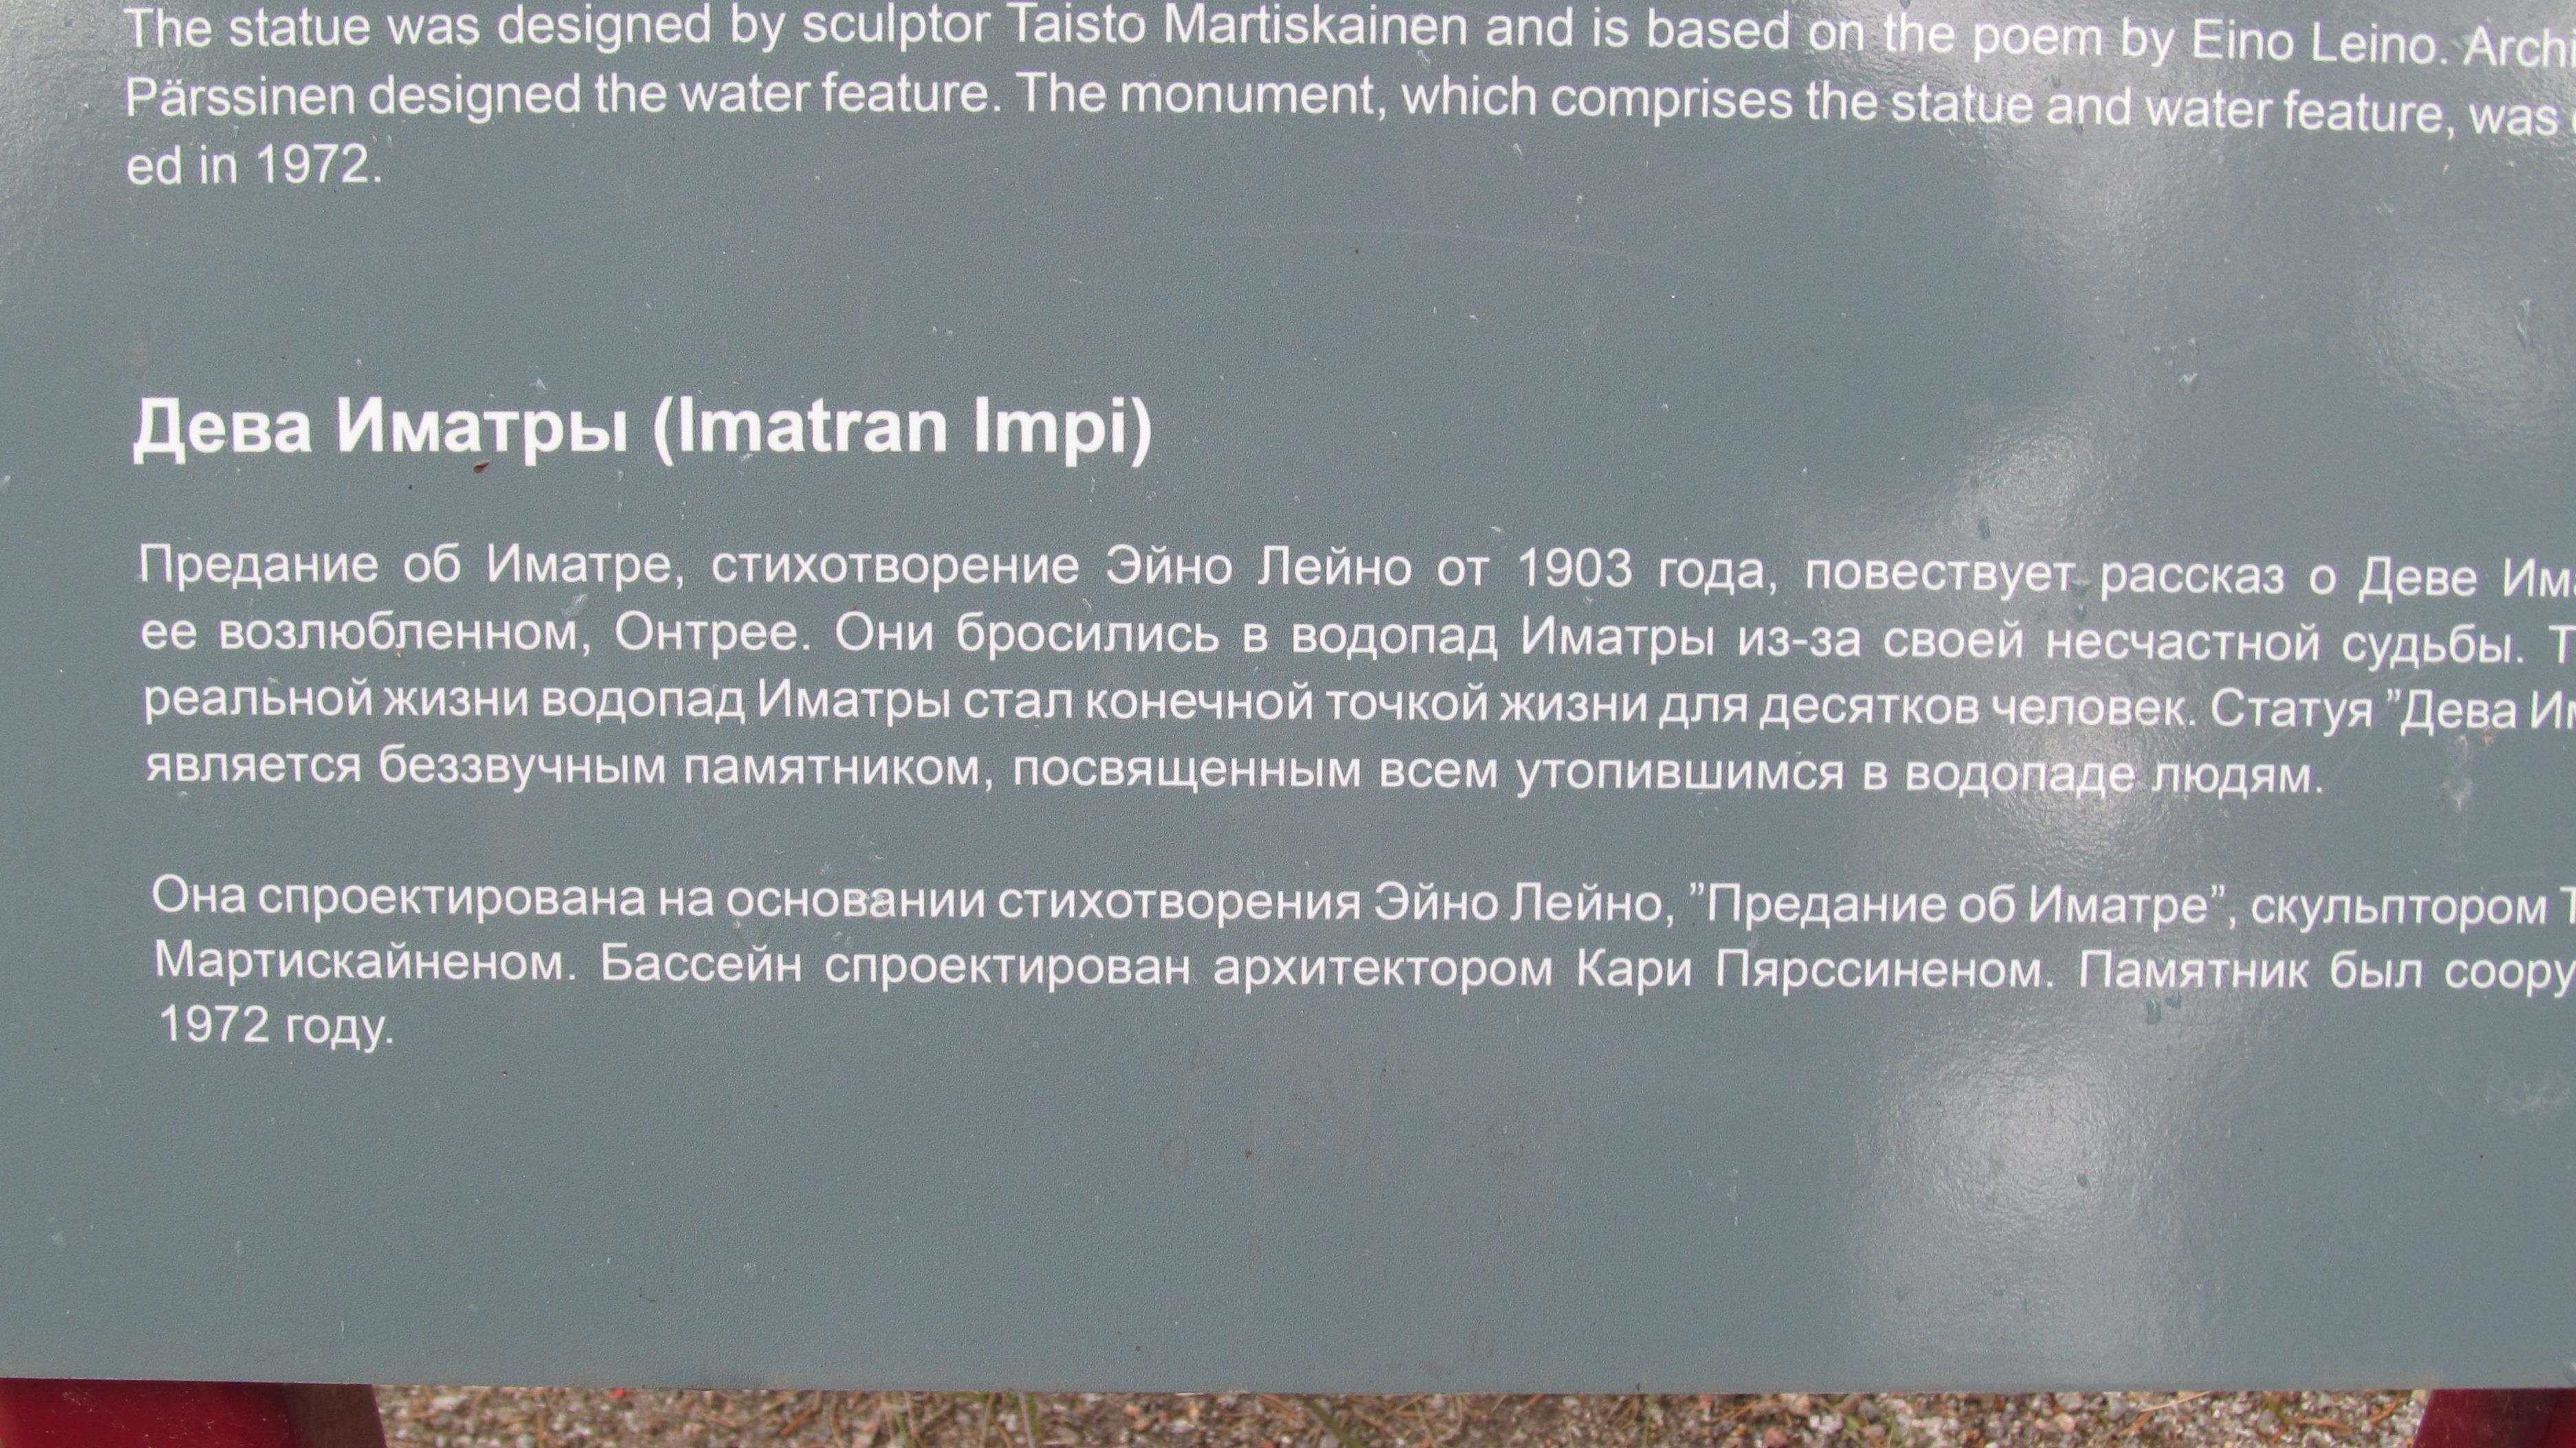 The statue was designed by sculptor Taisto Martiskainen and is based on the poem by Eino Leino. Archi
Pärssinen designed the water feature. The monument, which comprises the statue and water feature, was
ed in 1972.
Дева Иматры (Imatran Impi)
Предание об Иматре, стихотворение Эйно Лейно от 1903 года, повествует рассказ о Деве Им
ее возлюбленном, Онтрее. Они бросились в водопад Иматры из-за своей несчастной судьбы. Т
реальной жизни водопад Иматры стал конечной точкой жизни для десятков человек. Статуя ”Дева Им
является беззвучным памятником, посвященным всем утопившимся в водопаде людям.
Она спроектирована на основании стихотворения Эйно Лейно, ”Предание об Иматре”, скульптором Т
Мартискайненом. Бассейн спроектирован архитектором Кари Пярссиненом. Памятник был соору
1972 году.